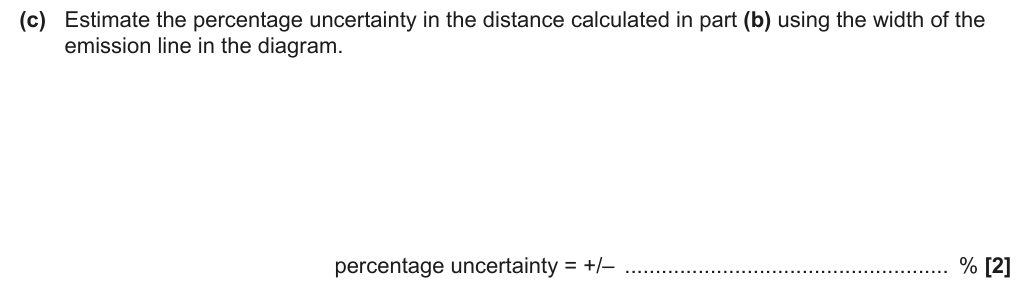 (c) Estimate the percentage uncertainty in the distance calculated in part (b) using the width of the
emission line in the diagram.
percentage uncertainty = +/– ..................................................... % [2]